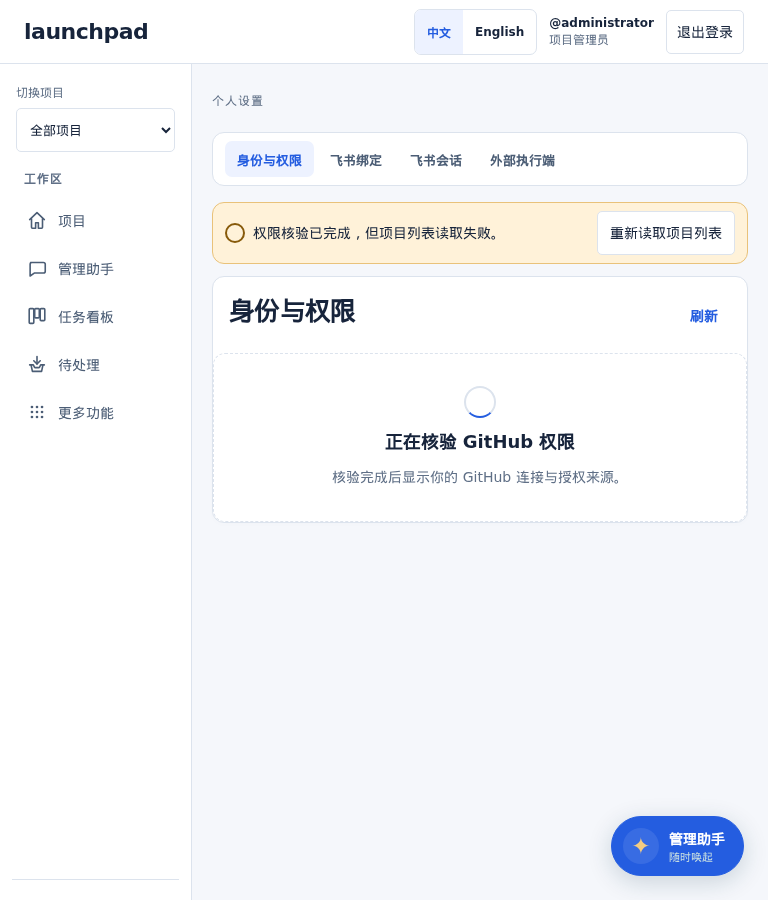 launchpad
中文
English
@administrator
项目管理员
退出登录
切换项目
全部项目
工作区
项目
管理助手
任务看板
待处理
更多功能
个人设置
身份与权限
飞书绑定
飞书会话
外部执行端
权限核验已完成，但项目列表读取失败。
重新读取项目列表
身份与权限
刷新
正在核验 GitHub 权限
核验完成后显示你的 GitHub 连接与授权来源。
管理助手
随时唤起